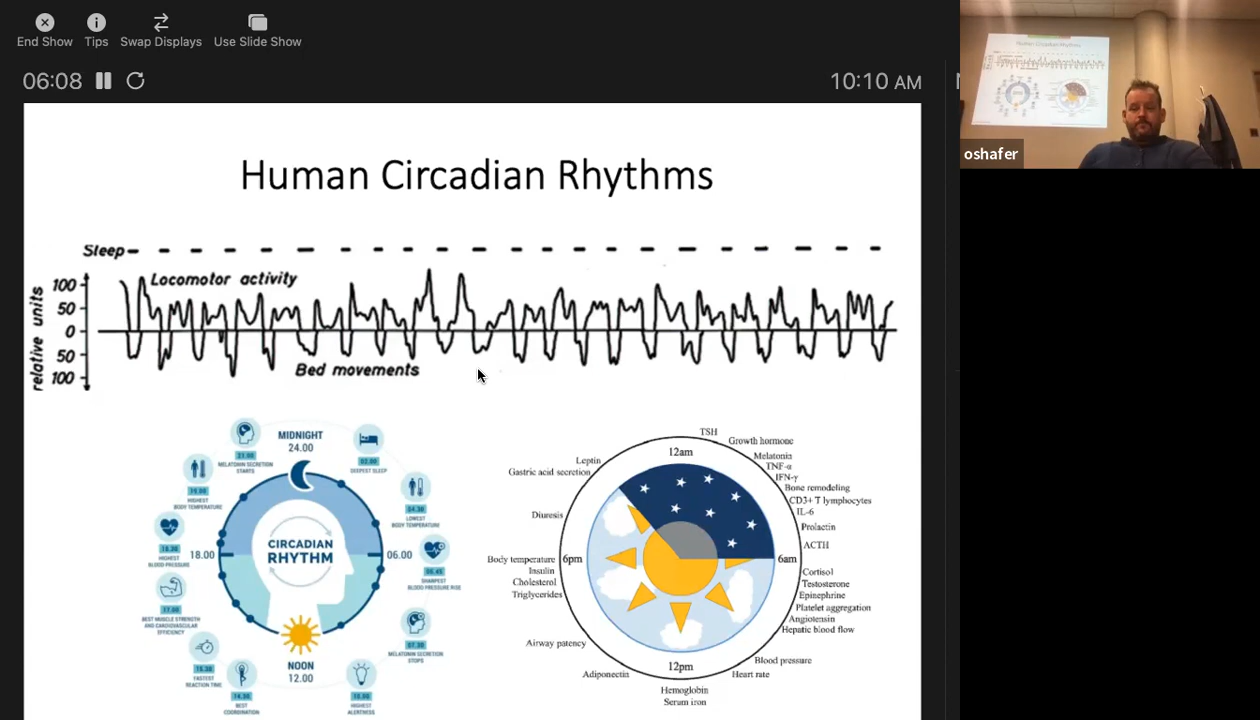 End Show
Tips
Swap Displays
Use Slide Show
06:08
10:10 AM
oshafer
Human Circadian Rhythms
Sleep
Locomotor activity
relative units
100
50
0
50
100
Bed movements
MIDNIGHT
24.00
MELATONIN SECRETION
STARTS
02.00
DEEPEST SLEEP
HIGHEST
BODY TEMPERATURE
LOWEST
BODY TEMPERATURE
HIGHEST
BLOOD PRESSURE
18.00
CIRCADIAN
RHYTHM
06.00
SHARPEST
BLOOD PRESSURE RISE
17.00
BEST MUSCLE STRENGTH
AND CARDIOVASCULAR
EFFICIENCY
MELATONIN SECRETION
STOPS
FASTEST
REACTION TIME
NOON
12.00
BEST
COORDINATION
HIGHEST
ALERTNESS
TSH
Growth hormone
12am
Melatonin
Leptin
TNF-α
Gastric acid secretion
IFN-γ
Bone remodeling
CD3+ T lymphocytes
IL-6
Diuresis
Prolactin
ACTH
Body temperature
6pm
6am
Insulin
Cortisol
Cholesterol
Testosterone
Triglycerides
Epinephrine
Platelet aggregation
Angiotensin
Hepatic blood flow
Airway patency
Blood pressure
12pm
Adiponectin
Heart rate
Hemoglobin
Serum iron